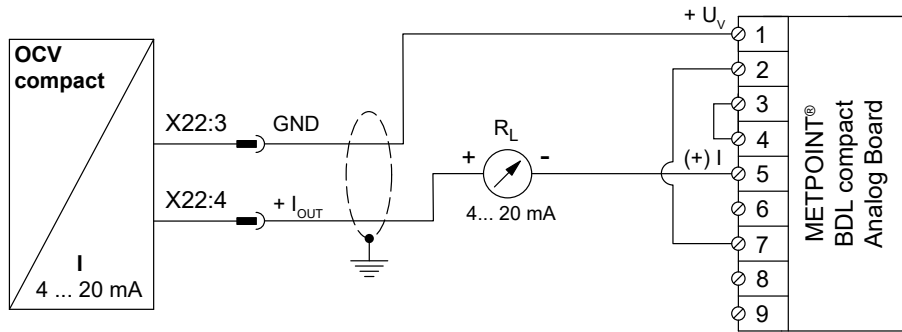 OCV
compact
X22:3
GND
X22:4
+ I_OUT
I
4 ... 20 mA
R_L
+
-
4... 20 mA
+ U_V
(+) I
1
2
3
4
5
6
7
8
9
METPOINT®
BDL compact
Analog Board